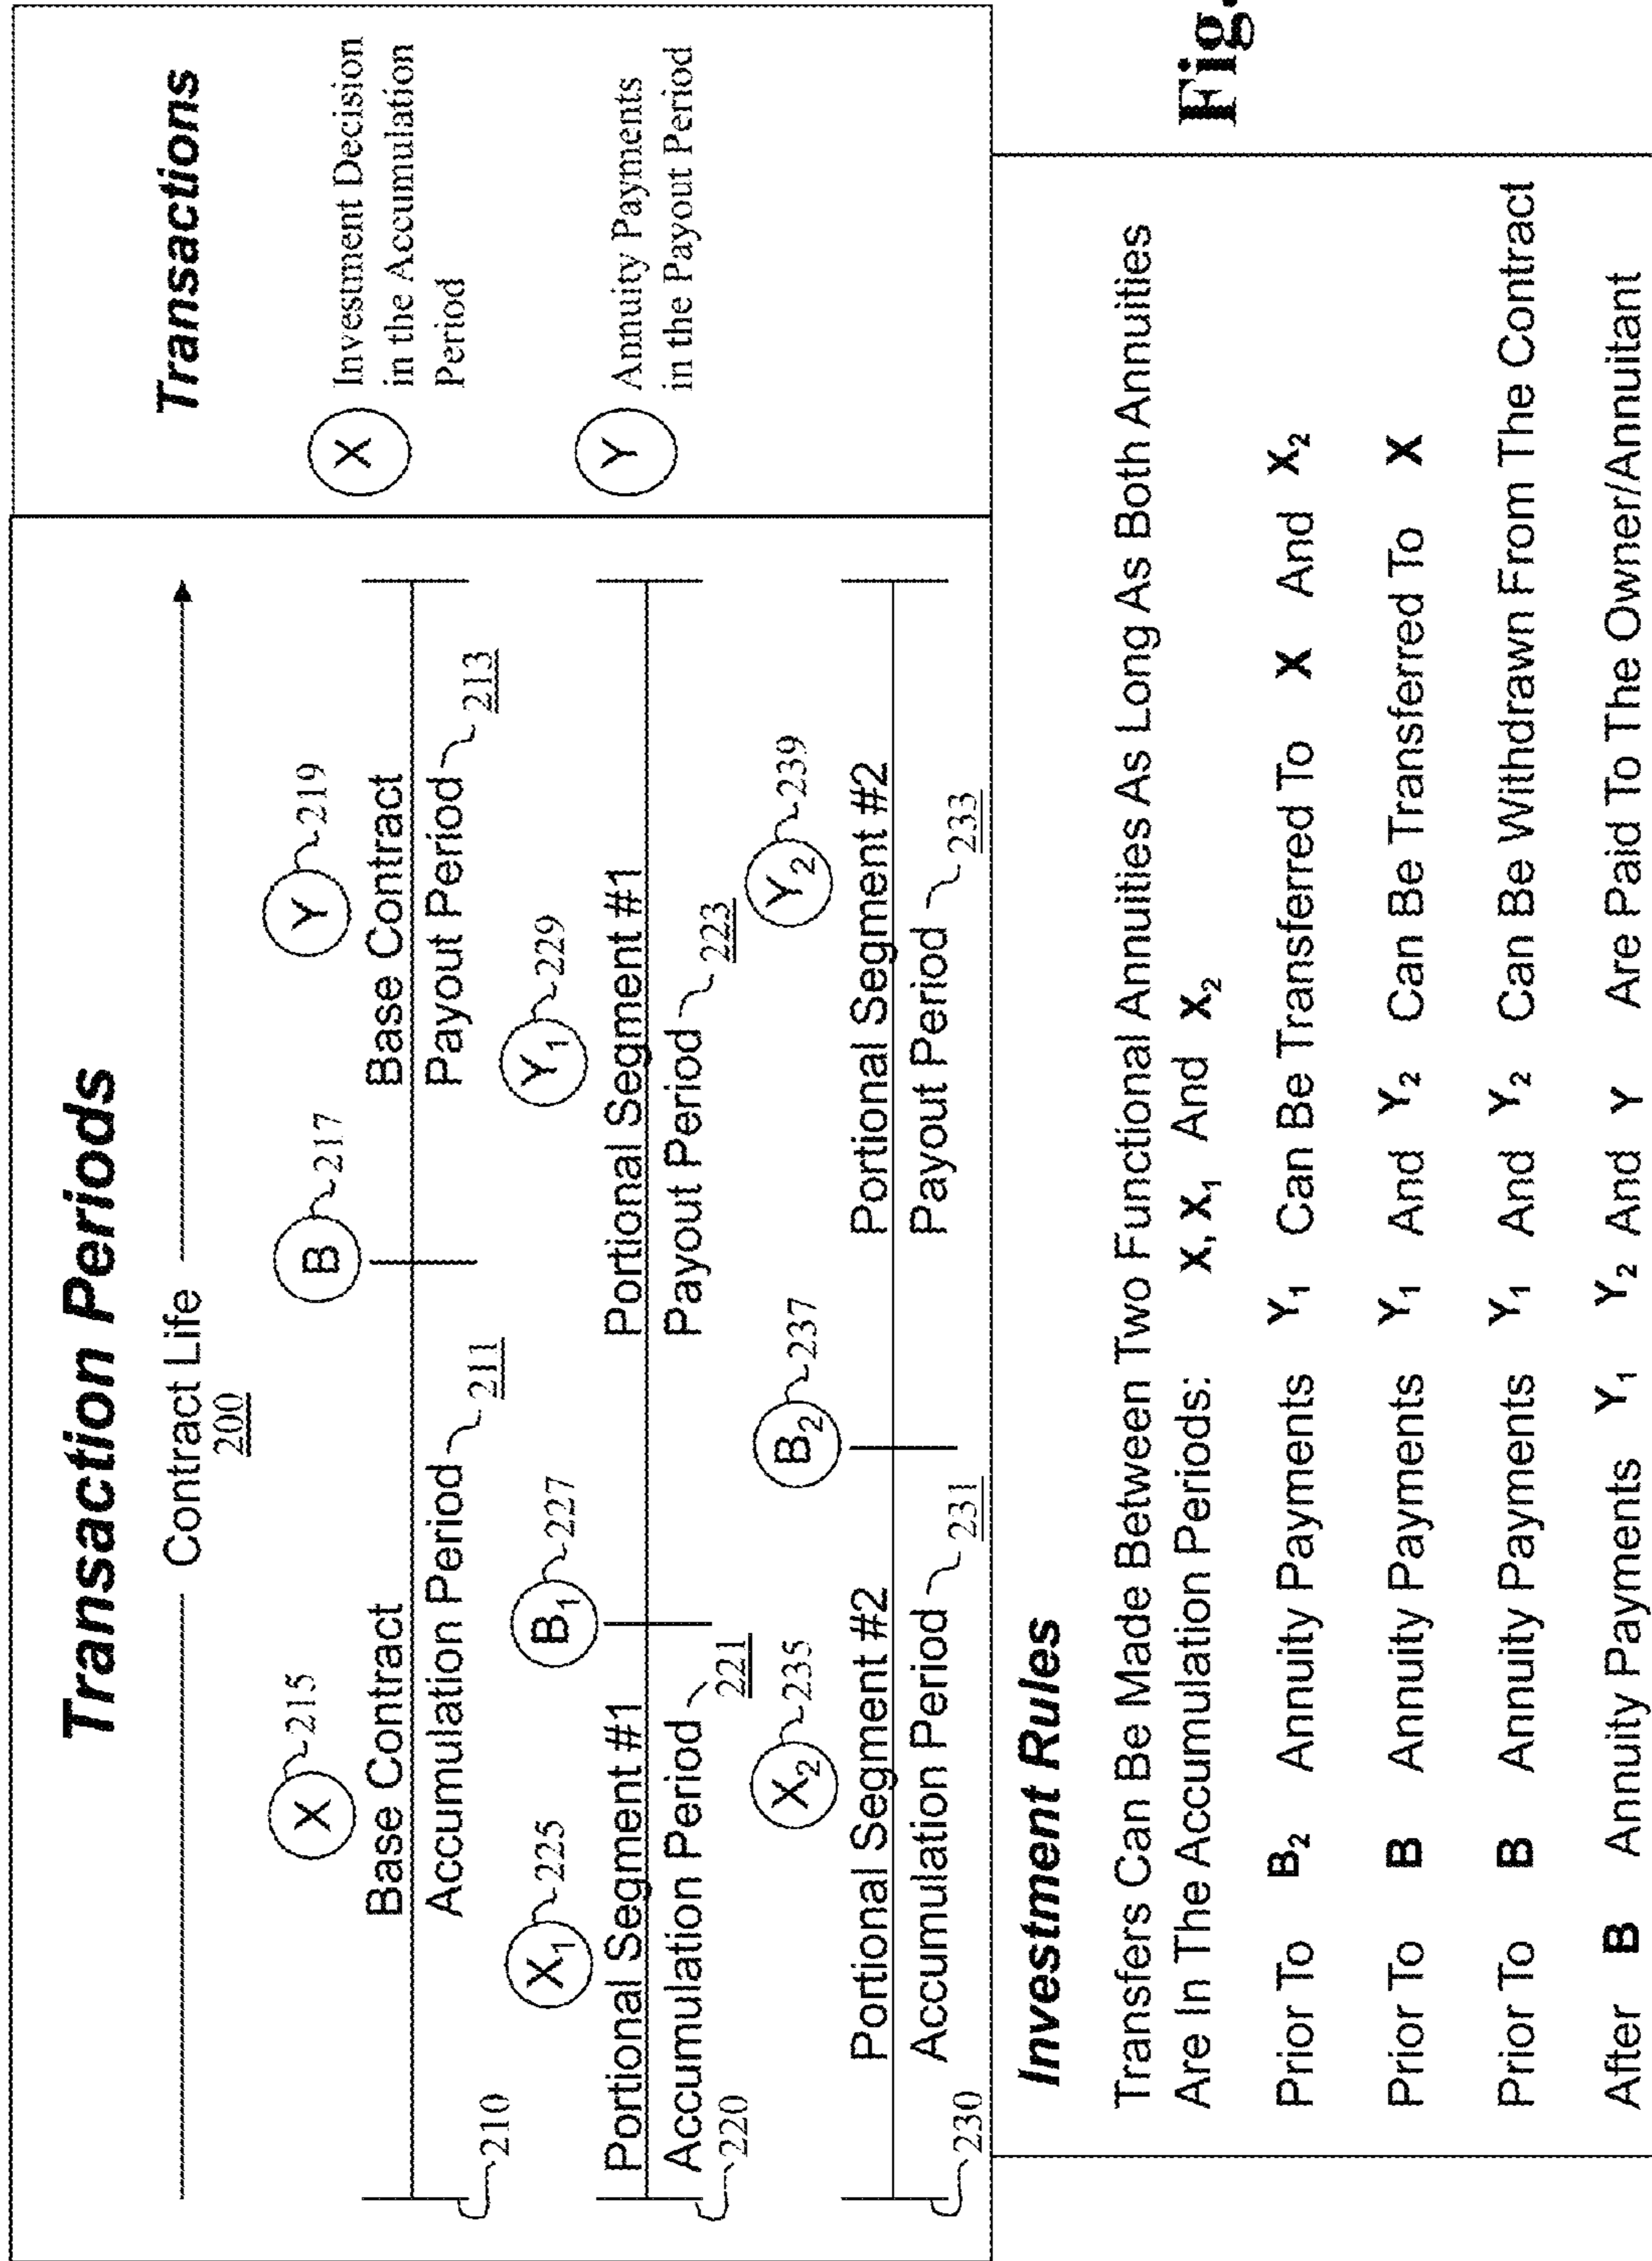 Transaction Periods
Contract Life
200
X 215
B 217
Y 219
Base Contract
Accumulation Period 211
Base Contract
Payout Period 213
210
X₁ 225
B₁ 227
Y₁ 229
Portional Segment #1
Accumulation Period 221
Portional Segment #1
Payout Period 223
220
X₂ 235
B₂ 237
Y₂ 239
Portional Segment #2
Accumulation Period 231
Portional Segment #2
Payout Period 233
230
Transactions
X Investment Decision
in the Accumulation
Period
Y Annuity Payments
in the Payout Period
Investment Rules
Transfers Can Be Made Between Two Functional Annuities As Long As Both Annuities
Are In The Accumulation Periods: X, X₁ And X₂
Prior To B₂ Annuity Payments Y₁ Can Be Transferred To X And X₂
Prior To B Annuity Payments Y₁ And Y₂ Can Be Transferred To X
Prior To B Annuity Payments Y₁ And Y₂ Can Be Withdrawn From The Contract
After B Annuity Payments Y₁ Y₂ And Y Are Paid To The Owner/Annuitant
Fig.